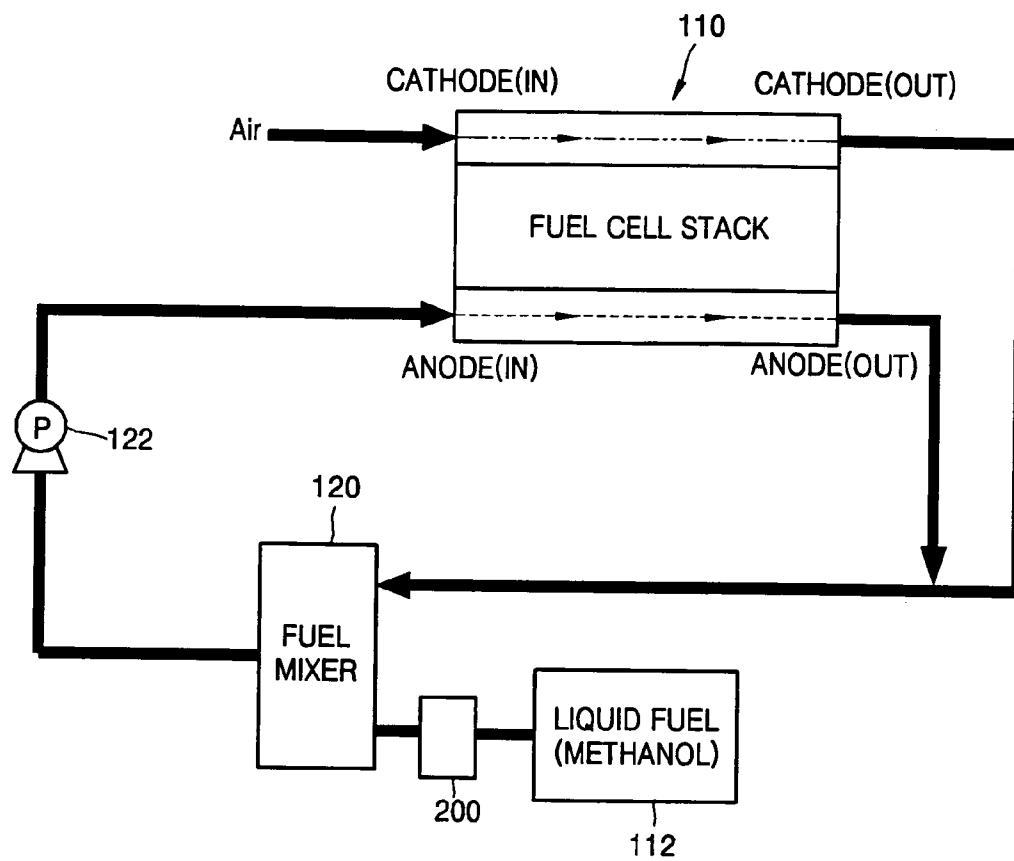 110
CATHODE(IN)
CATHODE(OUT)
Air
FUEL CELL STACK
ANODE(IN)
ANODE(OUT)
P
122
120
FUEL
MIXER
LIQUID FUEL
(METHANOL)
200
112